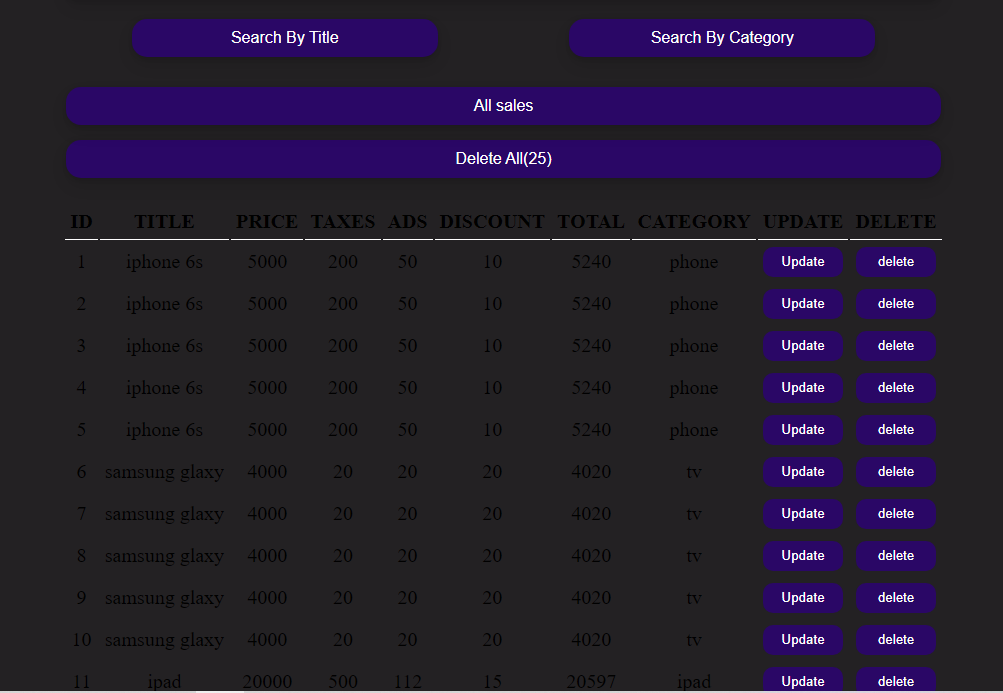 Search By Title Search By Category
All sales
Delete All(25)
ID TITLE PRICE TAXES ADS DISCOUNT TOTAL CATEGORY UPDATE DELETE
1 iphone 6s 5000 200 50 10 5240 phone Update delete
2 iphone 6s 5000 200 50 10 5240 phone Update delete
3 iphone 6s 5000 200 50 10 5240 phone Update delete
4 iphone 6s 5000 200 50 10 5240 phone Update delete
5 iphone 6s 5000 200 50 10 5240 phone Update delete
6 samsung glaxy 4000 20 20 20 4020 tv Update delete
7 samsung glaxy 4000 20 20 20 4020 tv Update delete
8 samsung glaxy 4000 20 20 20 4020 tv Update delete
9 samsung glaxy 4000 20 20 20 4020 tv Update delete
10 samsung glaxy 4000 20 20 20 4020 tv Update delete
11 ipad 20000 500 112 15 20597 ipad Update delete